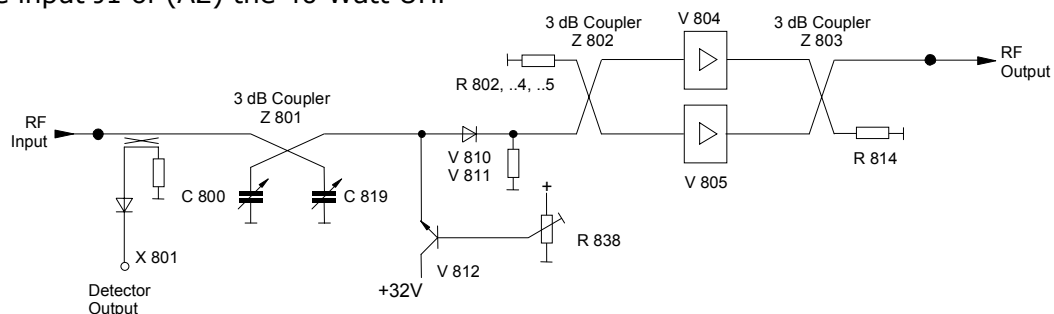 e input J1 of (A2) the 40-Watt UHF
3 dB Coupler
Z 802
V 804
3 dB Coupler
Z 803
RF
Output
R 802, ..4, ..5
3 dB Coupler
Z 801
RF
Input
V 810
V 811
R 814
V 805
C 800
C 819
+
R 838
X 801
V 812
Detector
Output
+32V